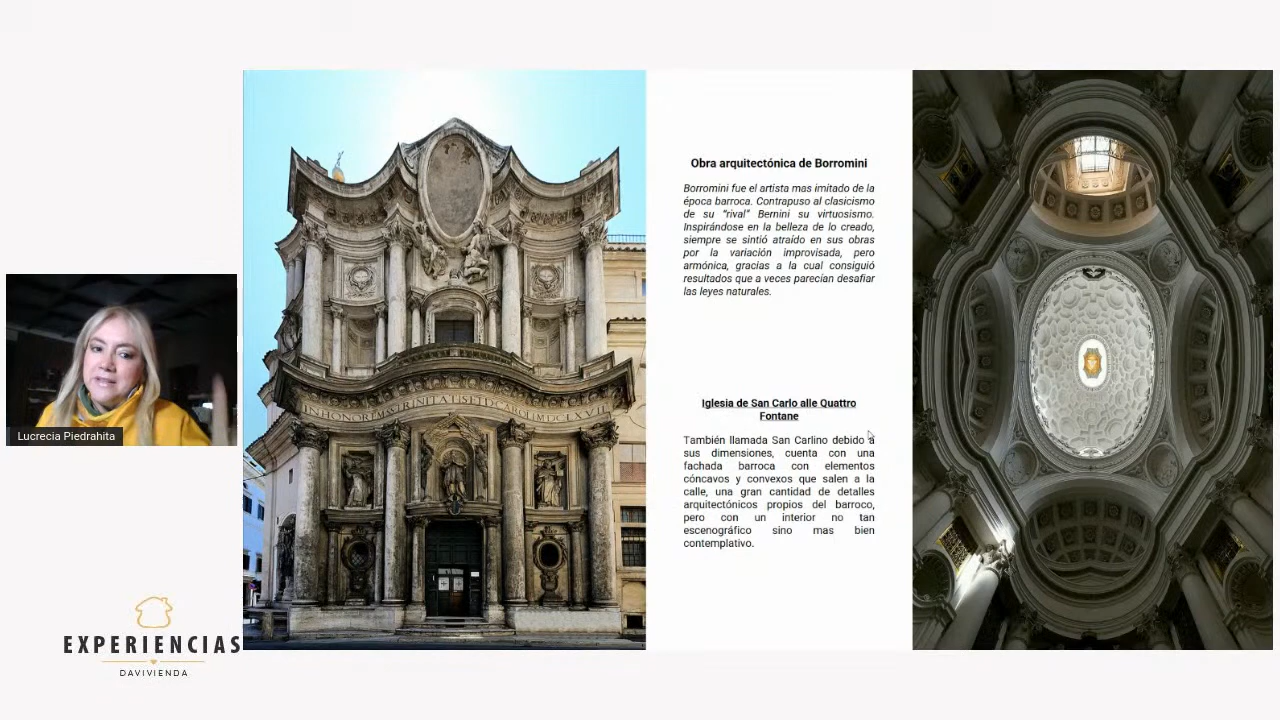 Obra arquitectónica de Borromini
Borromini fue el artista mas imitado de la
época barroca. Contrapuso al clasicismo
de su “rival” Bernini su virtuosismo.
Inspirándose en la belleza de lo creado,
siempre se sintió atraído en sus obras
por la variación improvisada, pero
armónica, gracias a la cual consiguió
resultados que a veces parecían desafiar
las leyes naturales.
Iglesia de San Carlo alle Quattro
Fontane
También llamada San Carlino debido a
sus dimensiones, cuenta con una
fachada barroca con elementos
cóncavos y convexos que salen a la
calle, una gran cantidad de detalles
arquitectónicos propios del barroco,
pero con un interior no tan
escenográfico sino mas bien
contemplativo.
Lucrecia Piedrahita
EXPERIENCIAS
DAVIVIENDA